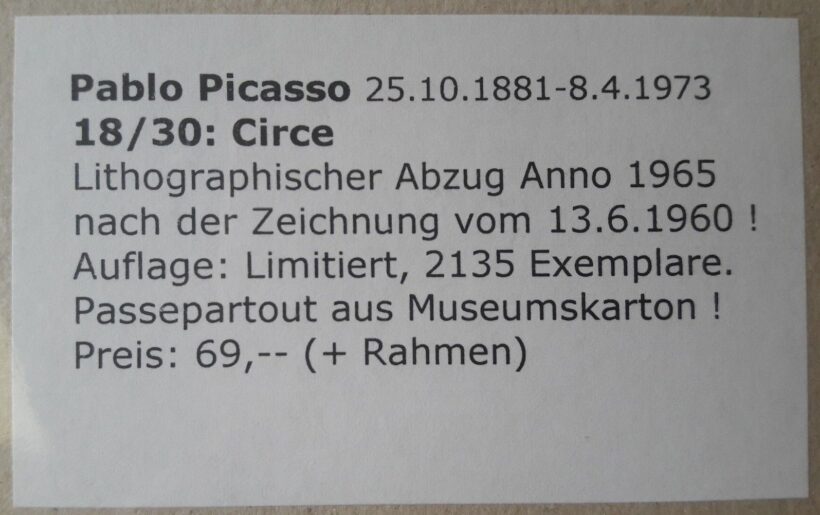 Pablo Picasso 25.10.1881-8.4.1973
18/30: Circe
Lithographischer Abzug Anno 1965
nach der Zeichnung vom 13.6.1960 !
Auflage: Limitiert, 2135 Exemplare.
Passepartout aus Museumskarton !
Preis: 69,-- (+ Rahmen)